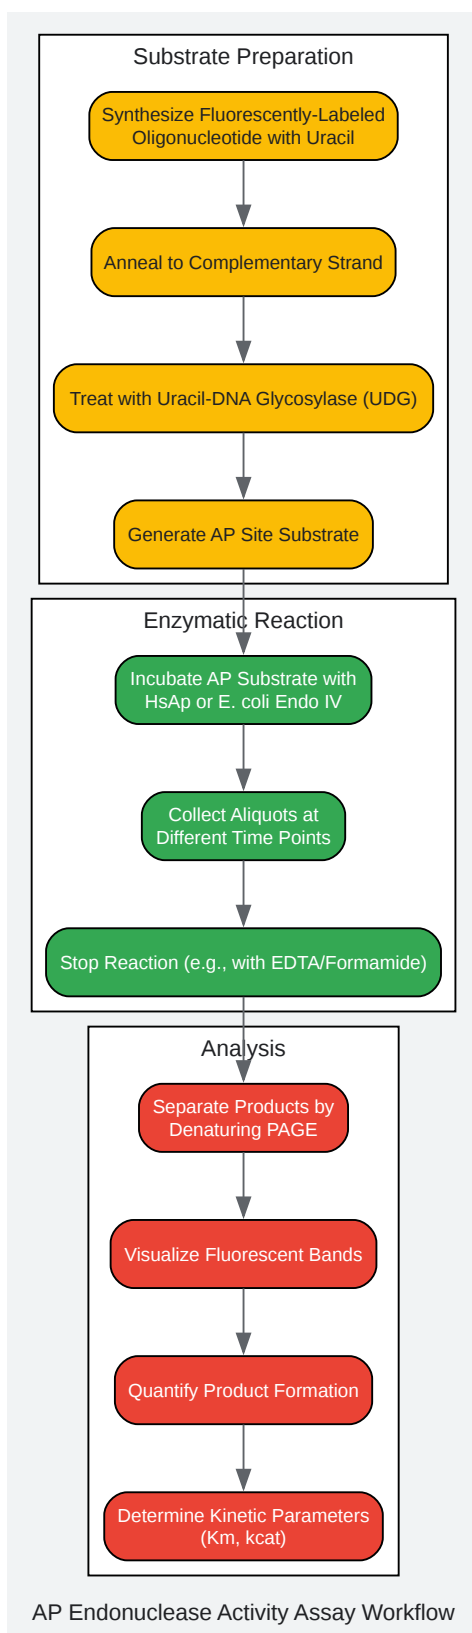 Substrate Preparation
Synthesize Fluorescently-Labeled
Oligonucleotide with Uracil
Anneal to Complementary Strand
Treat with Uracil-DNA Glycosylase (UDG)
Generate AP Site Substrate
Enzymatic Reaction
Incubate AP Substrate with
HsAp or E. coli Endo IV
Collect Aliquots at
Different Time Points
Stop Reaction (e.g., with EDTA/Formamide)
Analysis
Separate Products by
Denaturing PAGE
Visualize Fluorescent Bands
Quantify Product Formation
Determine Kinetic Parameters
(Km, kcat)
AP Endonuclease Activity Assay Workflow